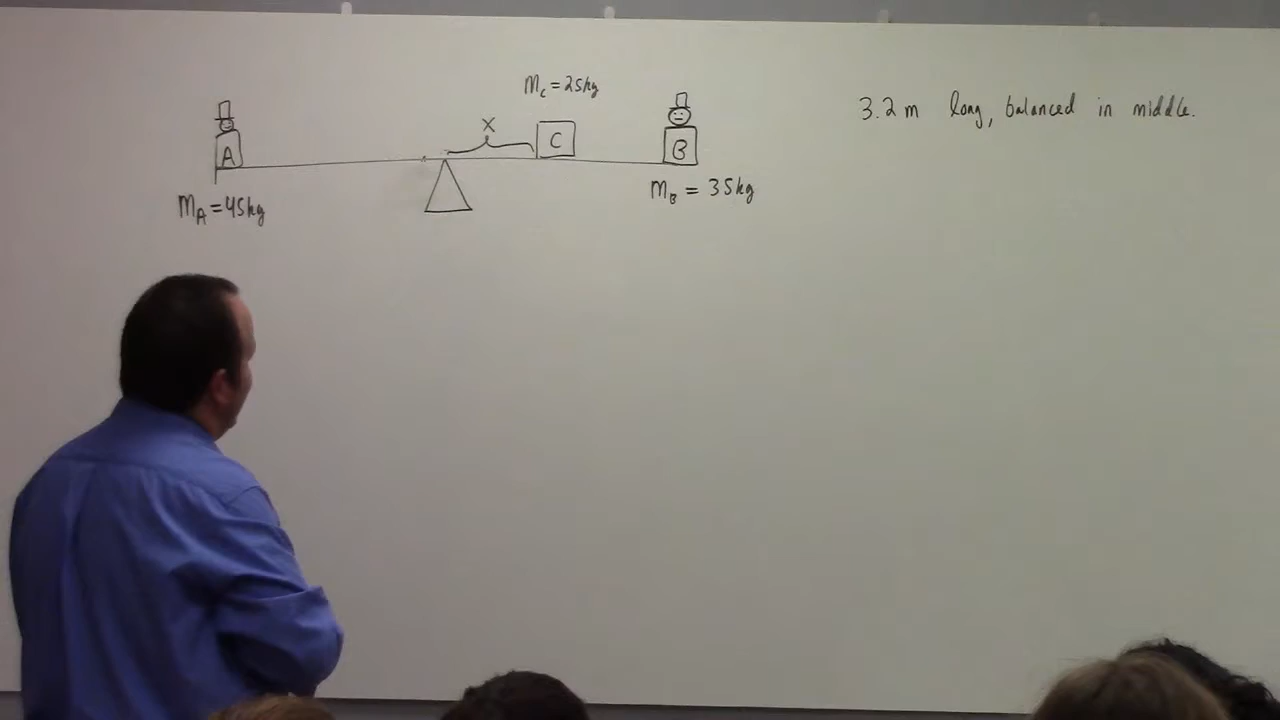 M_C = 25kg
3.2 m long, balanced in middle.
X
A
C
B
M_A = 45kg
M_B = 35kg